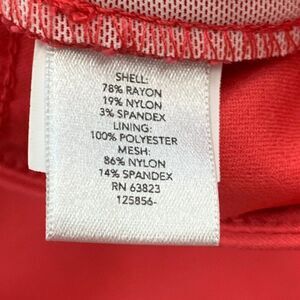 SHELL:
78% RAYON
19% NYLON
3% SPANDEX
LINING:
100% POLYESTER
MESH:
86% NYLON
14% SPANDEX
RN 63823
125856-